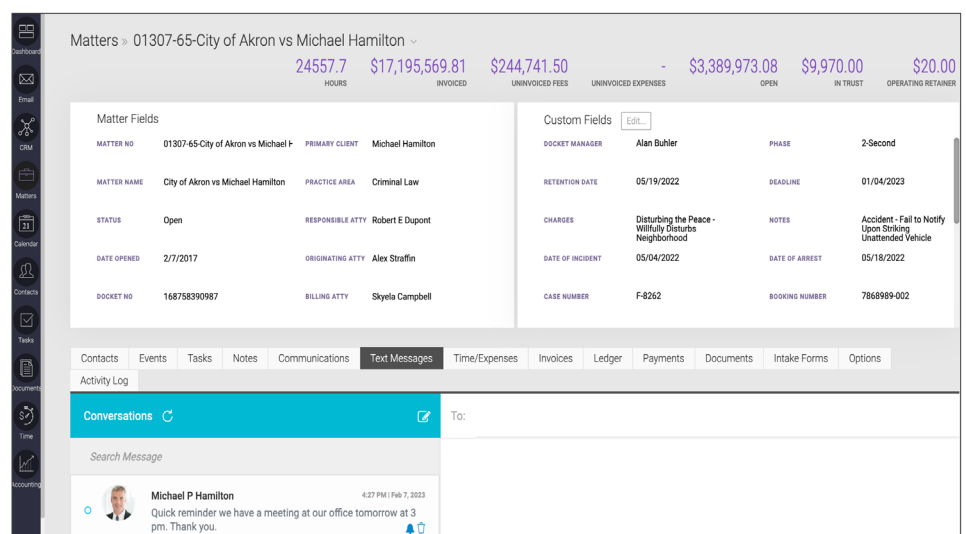 Dashboard
Email
CRM
Matters
21
Calendar
Contacts
Tasks
Documents
Time
Accounting
Matters » 01307-65-City of Akron vs Michael Hamilton
24557.7 $17,195,569.81 $244,741.50 - $3,389,973.08 $9,970.00 $20.00
HOURS INVOICED UNINVOICED FEES UNINVOICED EXPENSES OPEN IN TRUST OPERATING RETAINER
Matter Fields
MATTER NO 01307-65-City of Akron vs Michael H PRIMARY CLIENT Michael Hamilton
MATTER NAME City of Akron vs Michael Hamilton PRACTICE AREA Criminal Law
STATUS Open RESPONSIBLE ATTY Robert E Dupont
DATE OPENED 2/7/2017 ORIGINATING ATTY Alex Straffin
DOCKET NO 168758390987 BILLING ATTY Skyela Campbell
Custom Fields Edit...
DOCKET MANAGER Alan Buhler PHASE 2-Second
RETENTION DATE 05/19/2022 DEADLINE 01/04/2023
CHARGES Disturbing the Peace - NOTES Accident - Fail to Notify
Willfully Disturbs Upon Striking
Neighborhood Unattended Vehicle
DATE OF INCIDENT 05/04/2022 DATE OF ARREST 05/18/2022
CASE NUMBER F-8262 BOOKING NUMBER 7868989-002
Contacts Events Tasks Notes Communications Text Messages Time/Expenses Invoices Ledger Payments Documents Intake Forms Options
Activity Log
Conversations To:
Search Message
Michael P Hamilton 4:27 PM | Feb 7, 2023
Quick reminder we have a meeting at our office tomorrow at 3
pm. Thank you.